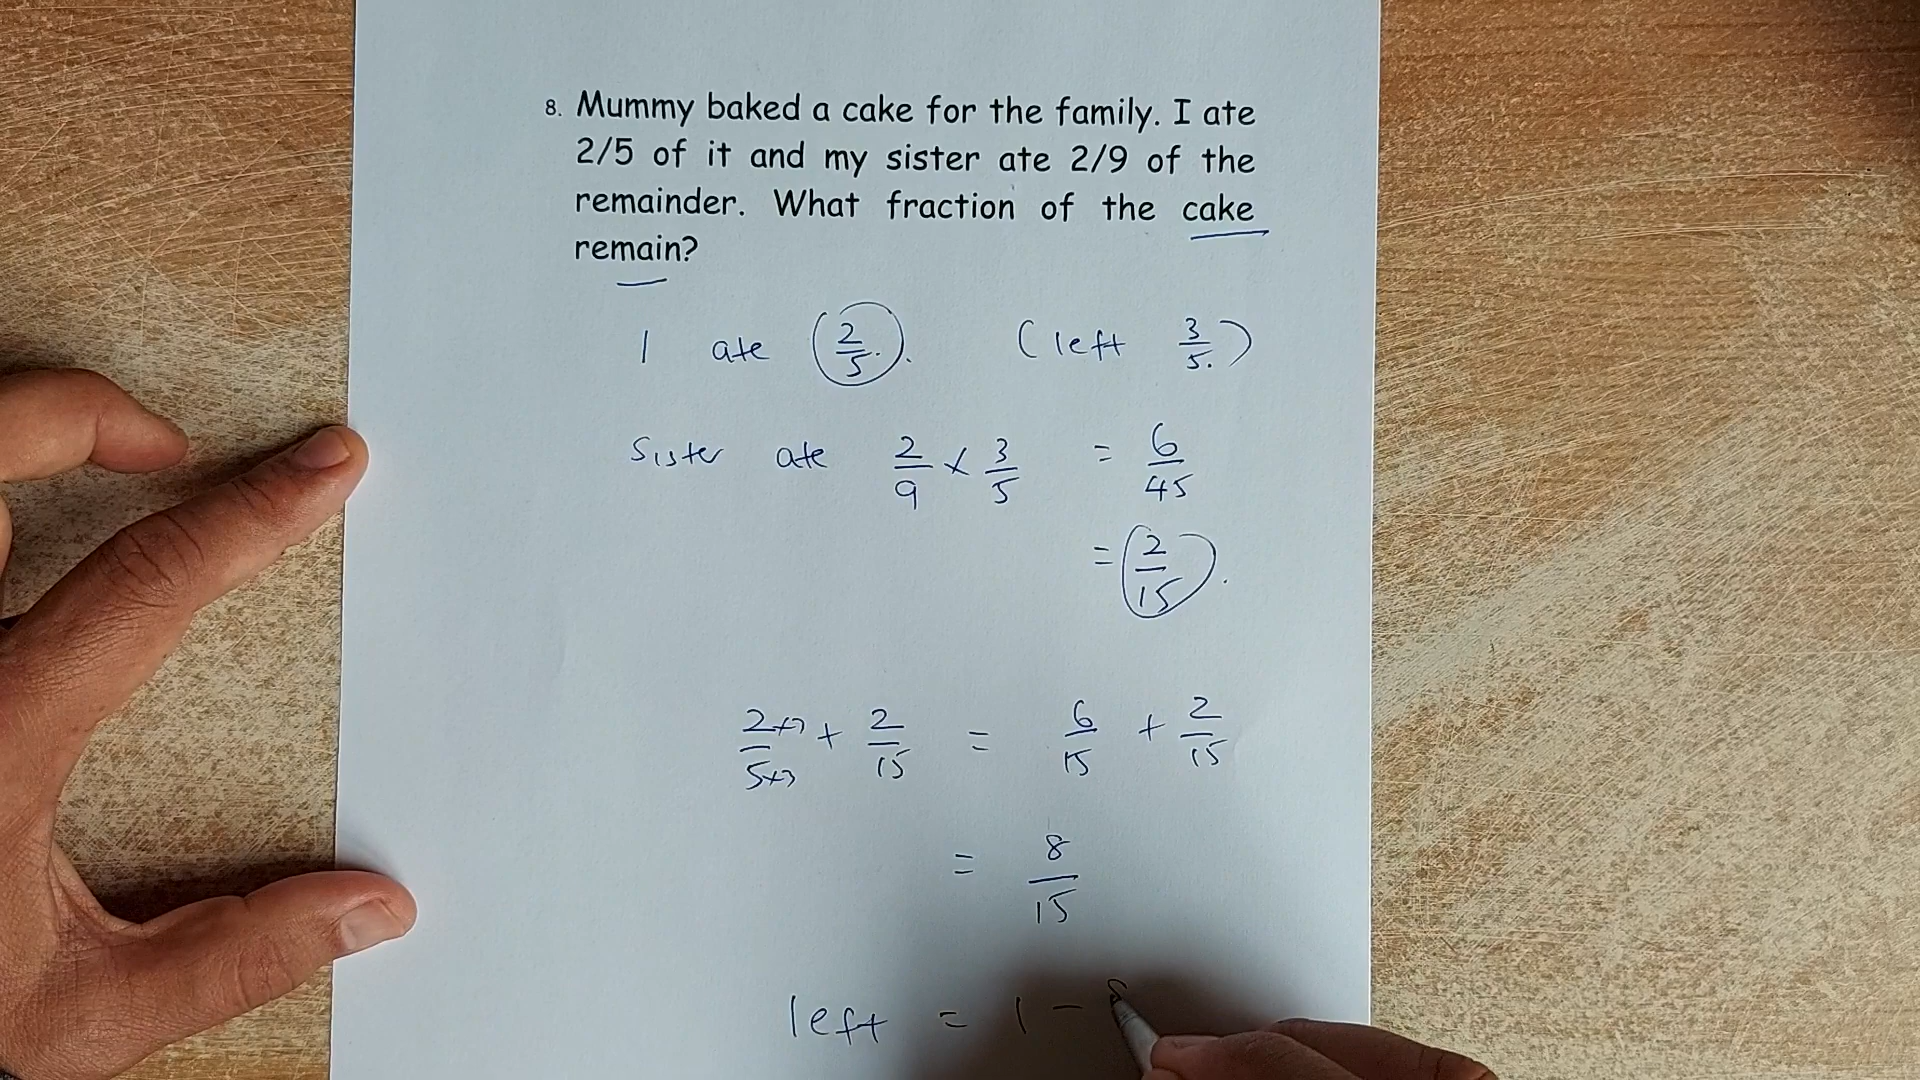 8. Mummy baked a cake for the family. I ate
2/5 of it and my sister ate 2/9 of the
remainder. What fraction of the cake
remain?
I ate (2/5). (left 3/5.)
Sister ate 2/9 × 3/5 = 6/45
= (2/15).
2×3/5×3 + 2/15 = 6/15 + 2/15
= 8/15
left = 1 -